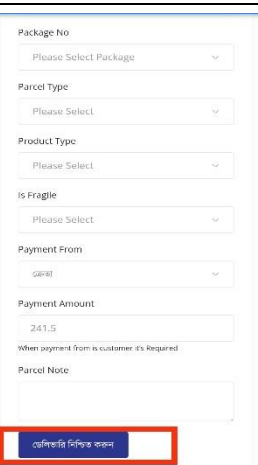 Package No
Please Select Package
Parcel Type
Please Select
Product Type
Please Select
Is Fragile
Please Select
Payment From
ক্রেতা
Payment Amount
241.5
When payment from is customer it's Required
Parcel Note
ডেলিভারি নিশ্চিত করুন